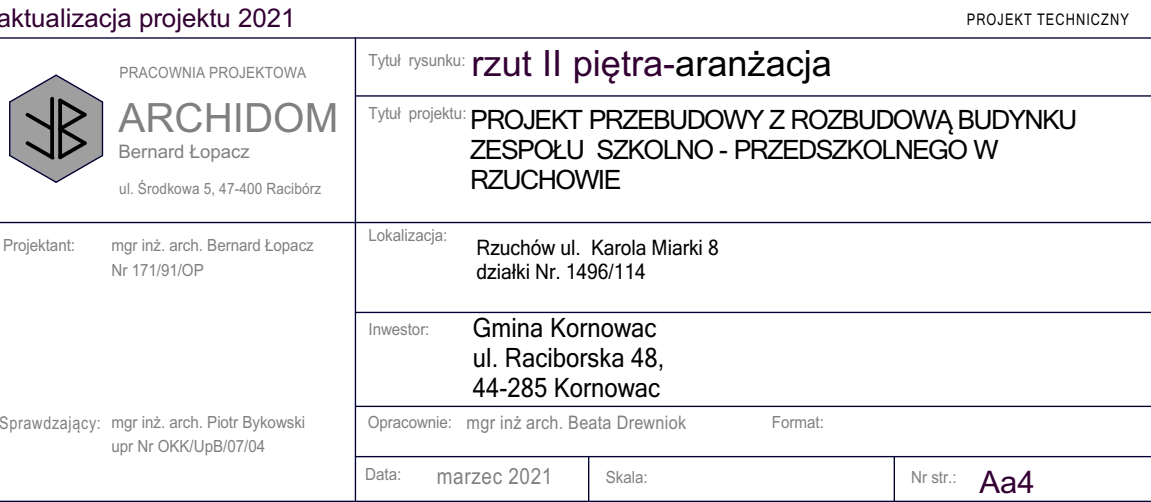 aktualizacja projektu 2021
PROJEKT TECHNICZNY
PRACOWNIA PROJEKTOWA
ARCHIDOM
Bernard Łopacz
ul. Środkowa 5, 47-400 Racibórz
Tytuł rysunku: rzut II piętra-aranżacja
Tytuł projektu: PROJEKT PRZEBUDOWY Z ROZBUDOWĄ BUDYNKU
ZESPOŁU SZKOLNO - PRZEDSZKOLNEGO W
RZUCHOWIE
Projektant: mgr inż. arch. Bernard Łopacz
Nr 171/91/OP
Lokalizacja: Rzuchów ul. Karola Miarki 8
działki Nr. 1496/114
Inwestor: Gmina Kornowac
ul. Raciborska 48,
44-285 Kornowac
Sprawdzający: mgr inż. arch. Piotr Bykowski
upr Nr OKK/UpB/07/04
Opracownie: mgr inż arch. Beata Drewniok Format:
Data: marzec 2021 Skala: Nr str.: Aa4